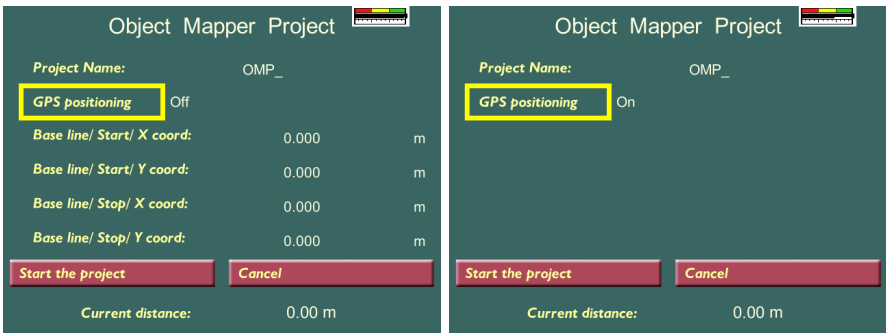 Object Mapper Project
Project Name: OMP_
GPS positioning Off
Base line/ Start/ X coord: 0.000 m
Base line/ Start/ Y coord: 0.000 m
Base line/ Stop/ X coord: 0.000 m
Base line/ Stop/ Y coord: 0.000 m
Start the project Cancel
Current distance: 0.00 m
Object Mapper Project
Project Name: OMP_
GPS positioning On
Start the project Cancel
Current distance: 0.00 m